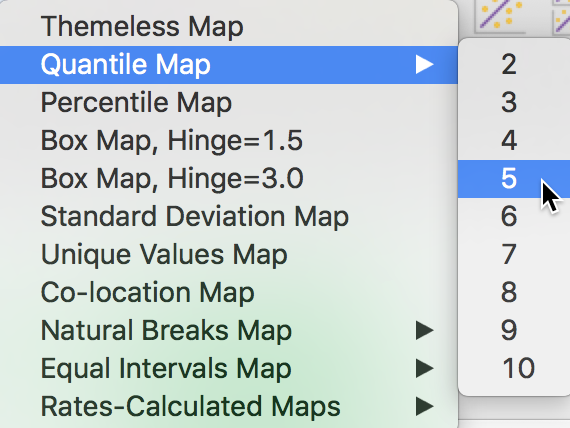 Themeless Map
Quantile Map
Percentile Map
Box Map, Hinge=1.5
Box Map, Hinge=3.0
Standard Deviation Map
Unique Values Map
Co-location Map
Natural Breaks Map
Equal Intervals Map
Rates-Calculated Maps
2
3
4
5
6
7
8
9
10